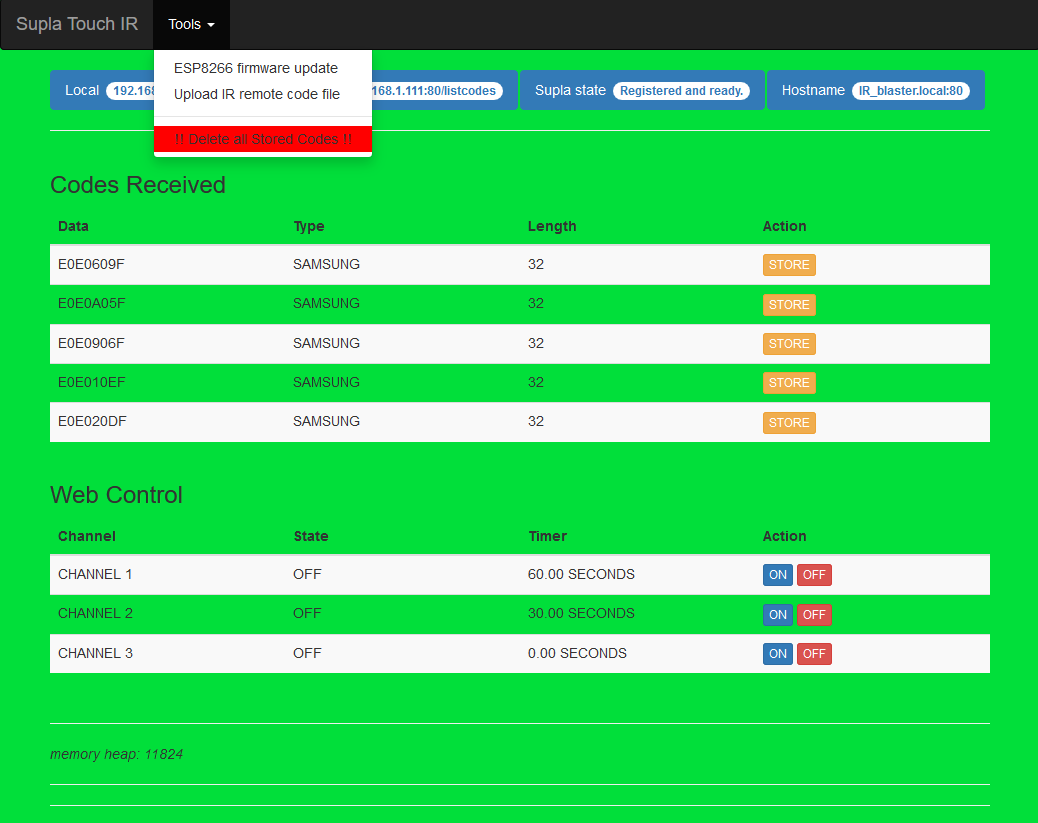 Supla Touch IR Tools
ESP8266 firmware update
Upload IR remote code file
!! Delete all Stored Codes !!
Local 192.168 168.1.111:80/listcodes Supla state Registered and ready. Hostname IR_blaster.local:80
Codes Received
Data Type Length Action
E0E0609F SAMSUNG 32 STORE
E0E0A05F SAMSUNG 32 STORE
E0E0906F SAMSUNG 32 STORE
E0E010EF SAMSUNG 32 STORE
E0E020DF SAMSUNG 32 STORE
Web Control
Channel State Timer Action
CHANNEL 1 OFF 60.00 SECONDS ON OFF
CHANNEL 2 OFF 30.00 SECONDS ON OFF
CHANNEL 3 OFF 0.00 SECONDS ON OFF
memory heap: 11824